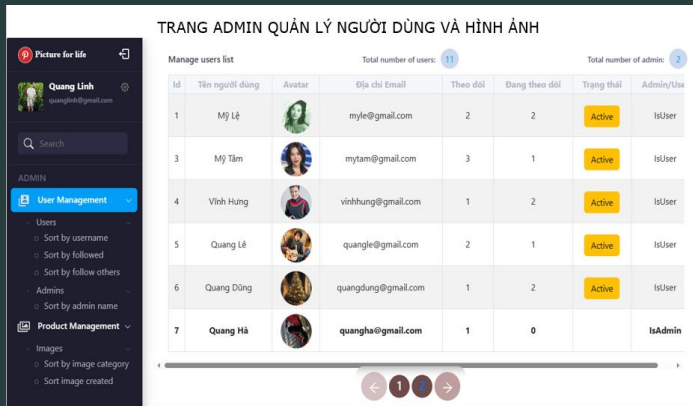 TRANG ADMIN QUẢN LÝ NGƯỜI DÙNG VÀ HÌNH ẢNH
Picture for life
Quang Linh
quanglinh@gmail.com
Search
ADMIN
User Management
Users
Sort by username
Sort by followed
Sort by follow others
Admins
Sort by admin name
Product Management
Images
Sort by image category
Sort image created
Manage users list Total number of users: 11 Total number of admin: 2
Id Tên người dùng Avatar Địa chỉ Email Theo dõi Đang theo dõi Trạng thái Admin/Use
1 Mỹ Lệ myle@gmail.com 2 2 Active IsUser
3 Mỹ Tâm mytam@gmail.com 3 1 Active IsUser
4 Vĩnh Hưng vinhhung@gmail.com 1 2 Active IsUser
5 Quang Lê quangle@gmail.com 2 1 Active IsUser
6 Quang Dũng quangdung@gmail.com 1 2 Active IsUser
7 Quang Hà quangha@gmail.com 1 0 IsAdmin
1 2